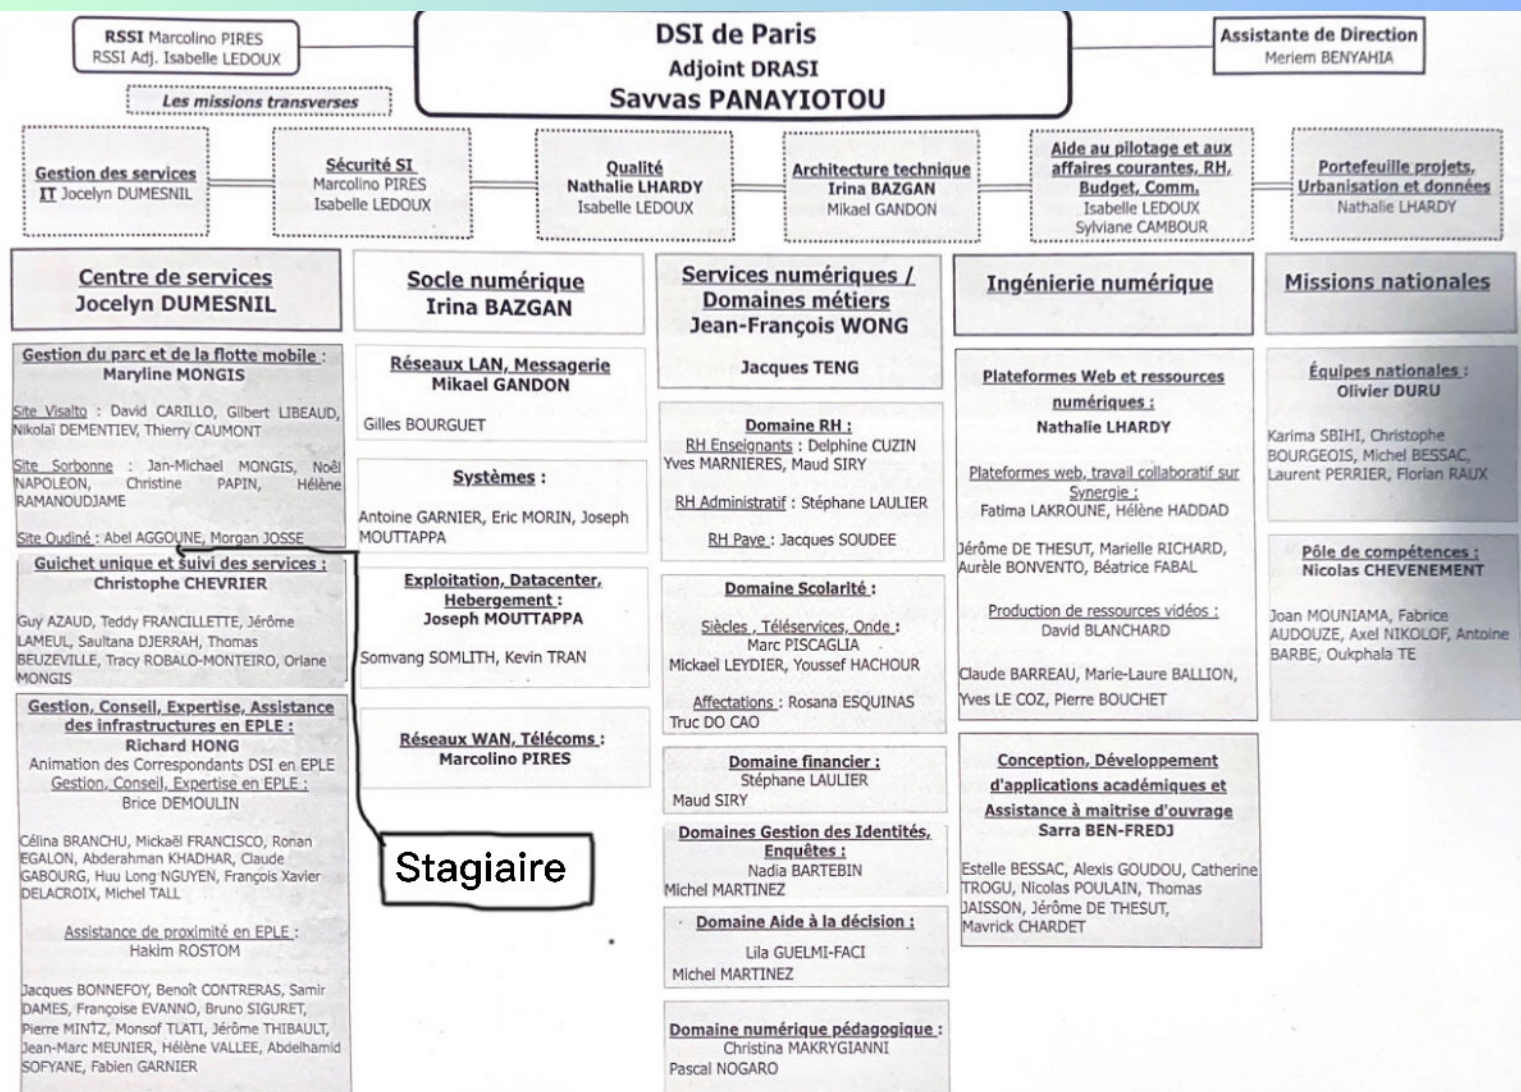 RSSI Marcolino PIRES
RSSI Adj. Isabelle LEDOUX
DSI de Paris
Adjoint DRASI
Savvas PANAYIOTOU
Assistante de Direction
Meriem BENYAHIA
Les missions transverses
Gestion des services
IT Jocelyn DUMESNIL
Sécurité SI
Marcolino PIRES
Isabelle LEDOUX
Qualité
Nathalie LHARDY
Isabelle LEDOUX
Architecture technique
Irina BAZGAN
Mikael GANDON
Aide au pilotage et aux
affaires courantes, RH,
Budget, Comm.
Isabelle LEDOUX
Sylviane CAMBOUR
Portefeuille projets,
Urbanisation et données
Nathalie LHARDY
Centre de services
Jocelyn DUMESNIL
Gestion du parc et de la flotte mobile :
Maryline MONGIS
Site Visalto : David CARILLO, Gilbert LIBEAUD,
Nikolaï DEMENTIEV, Thierry CAUMONT
Site Sorbonne : Jan-Michael MONGIS, Noêl
NAPOLEON, Christine PAPIN, Hélène
RAMANOUDJAME
Site Oudiné : Abel AGGOUNE, Morgan JOSSE
Guichet unique et suivi des services :
Christophe CHEVRIER
Guy AZAUD, Teddy FRANCILLETTE, Jérôme
LAMEUL, Saultana DJERRAH, Thomas
BEUZEVILLE, Tracy ROBALO-MONTEIRO, Orlane
MONGIS
Gestion, Conseil, Expertise, Assistance
des infrastructures en EPLE :
Richard HONG
Animation des Correspondants DSI en EPLE
Gestion, Conseil, Expertise en EPLE :
Brice DEMOULIN
Célina BRANCHU, Mickaël FRANCISCO, Ronan
EGALON, Abderahman KHADHAR, Claude
GABOURG, Huu Long NGUYEN, François Xavier
DELACROIX, Michel TALL
Assistance de proximité en EPLE :
Hakim ROSTOM
Jacques BONNEFOY, Benoît CONTRERAS, Samir
DAMES, Françoise EVANNO, Bruno SIGURET,
Pierre MINTZ, Monsof TLATI, Jérôme THIBAULT,
Jean-Marc MEUNIER, Hélène VALLEE, Abdelhamid
SOFYANE, Fabien GARNIER
Socle numérique
Irina BAZGAN
Réseaux LAN, Messagerie
Mikael GANDON
Gilles BOURGUET
Systèmes :
Antoine GARNIER, Eric MORIN, Joseph
MOUTTAPPA
Exploitation, Datacenter,
Hebergement :
Joseph MOUTTAPPA
Somvang SOMLITH, Kevin TRAN
Réseaux WAN, Télécoms :
Marcolino PIRES
Stagiaire
Services numériques /
Domaines métiers
Jean-François WONG
Jacques TENG
Domaine RH :
RH Enseignants : Delphine CUZIN
Yves MARNIERES, Maud SIRY
RH Administratif : Stéphane LAULIER
RH Paye : Jacques SOUDEE
Domaine Scolarité :
Siècles , Téléservices, Onde :
Marc PISCAGLIA
Mickael LEYDIER, Youssef HACHOUR
Affectations : Rosana ESQUINAS
Truc DO CAO
Domaine financier :
Stéphane LAULIER
Maud SIRY
Domaines Gestion des Identités,
Enquêtes :
Nadia BARTEBIN
Michel MARTINEZ
Domaine Aide à la décision :
Lila GUELMI-FACI
Michel MARTINEZ
Domaine numérique pédagogique :
Christina MAKRYGIANNI
Pascal NOGARO
Ingénierie numérique
Plateformes Web et ressources
numériques :
Nathalie LHARDY
Plateformes web, travail collaboratif sur
Synergie :
Fatima LAKROUNE, Hélène HADDAD
Jérôme DE THESUT, Marielle RICHARD,
Aurèle BONVENTO, Béatrice FABAL
Production de ressources vidéos :
David BLANCHARD
Claude BARREAU, Marie-Laure BALLION,
Yves LE COZ, Pierre BOUCHET
Conception, Développement
d'applications académiques et
Assistance à maitrise d'ouvrage
Sarra BEN-FREDJ
Estelle BESSAC, Alexis GOUDOU, Catherine
TROGU, Nicolas POULAIN, Thomas
JAISSON, Jérôme DE THESUT,
Mavrick CHARDET
Missions nationales
Équipes nationales :
Olivier DURU
Karima SBIHI, Christophe
BOURGEOIS, Michel BESSAC,
Laurent PERRIER, Florian RAUX
Pôle de compétences :
Nicolas CHEVENEMENT
Joan MOUNIAMA, Fabrice
AUDOUZE, Axel NIKOLOF, Antoine
BARBE, Oukphala TE